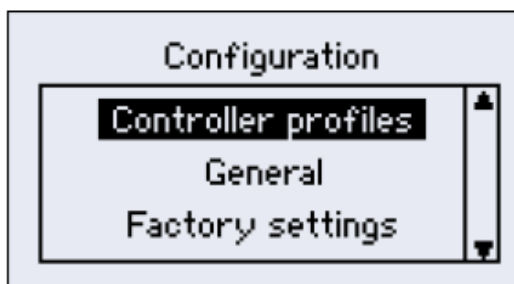 Configuration
Controller profiles
General
Factory settings